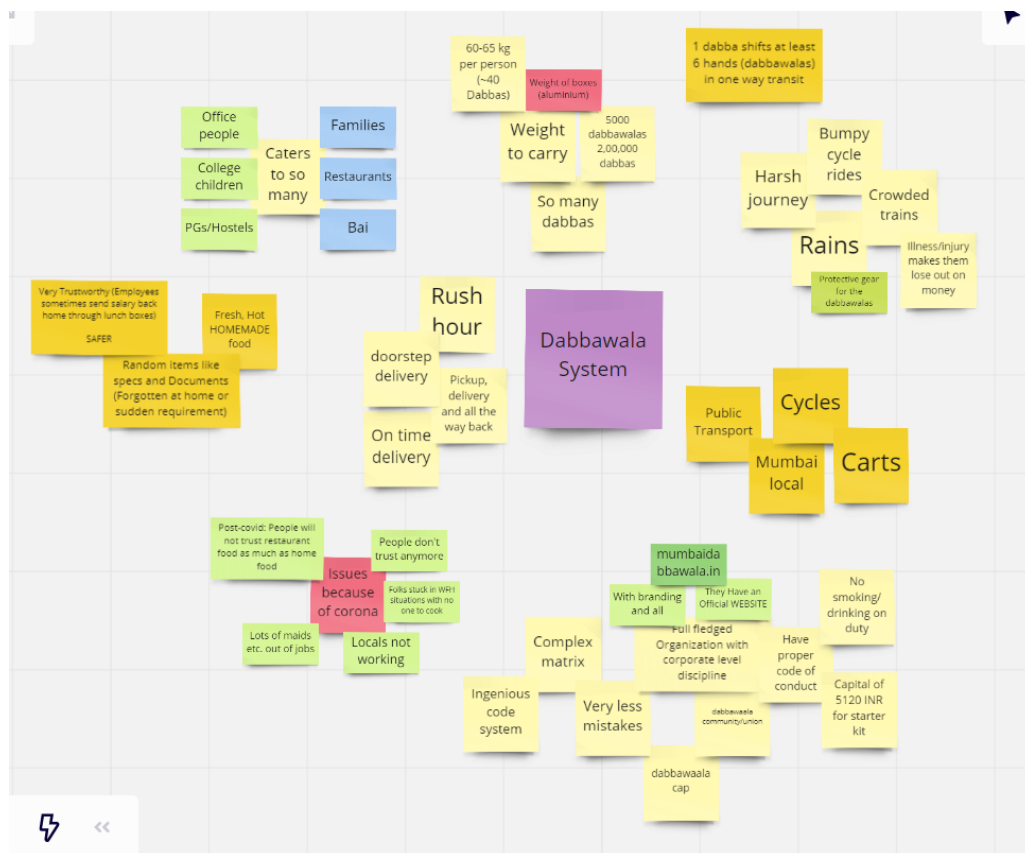 60-65 kg
per person
(~40
Dabbas)
Weight of boxes
(aluminium)
Weight
to carry
5000
dabbawalas
2,00,000
dabbas
So many
dabbas
1 dabba shifts at least
6 hands (dabbawalas)
in one way transit
Office
people
College
children
PGs/Hostels
Caters
to so
many
Families
Restaurants
Bai
Bumpy
cycle
rides
Harsh
journey
Crowded
trains
Rains
Protective gear
for the
dabbawalas
Illness/injury
makes them
lose out on
money
Very Trustworthy (Employees
sometimes send salary back
home through lunch boxes)
SAFER
Fresh, Hot
HOMEMADE
food
Random items like
specs and Documents
(Forgotten at home or
sudden requirement)
Rush
hour
doorstep
delivery
Pickup,
delivery
and all the
way back
On time
delivery
Dabbawala
System
Public
Transport
Cycles
Mumbai
local
Carts
Post-covid: People will
not trust restaurant
food as much as home
food
People don't
trust anymore
Issues
because
of corona
Folks stuck in WFH
situations with no
one to cook
Lots of maids
etc. out of jobs
Locals not
working
mumbaida
bbawala.in
With branding
and all
They Have an
Official WEBSITE
Full fledged
Organization with
corporate level
discipline
Have
proper
code of
conduct
No
smoking/
drinking on
duty
Capital of
5120 INR
for starter
kit
Complex
matrix
Ingenious
code
system
Very less
mistakes
dabbawaala
community/union
dabbawaala
cap